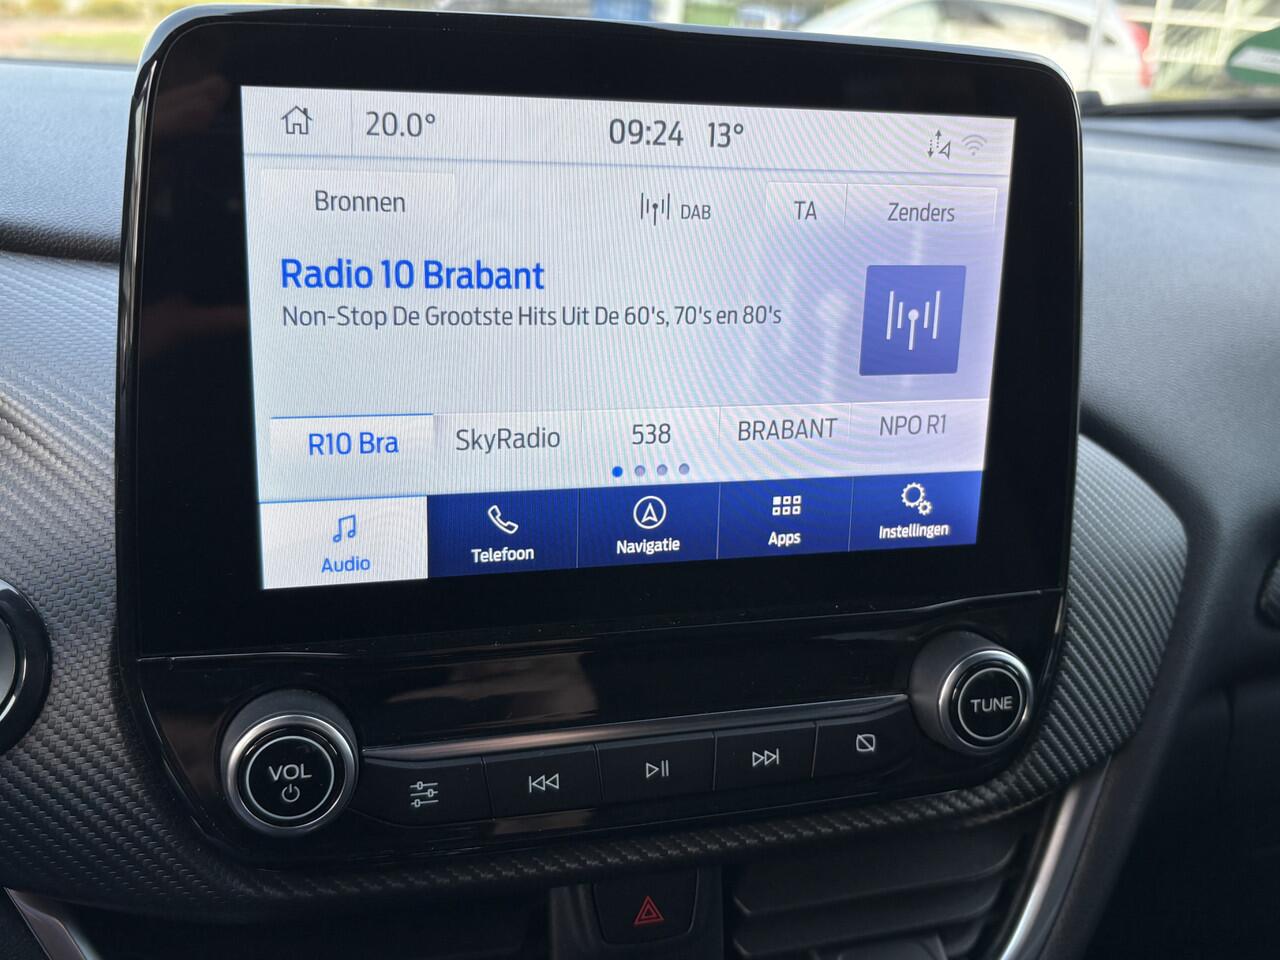 20.0° 09:24 13°
Bronnen DAB TA Zenders
Radio 10 Brabant
Non-Stop De Grootste Hits Uit De 60's, 70's en 80's
R10 Bra SkyRadio 538 BRABANT NPO R1
Audio Telefoon Navigatie Apps Instellingen
VOL TUNE